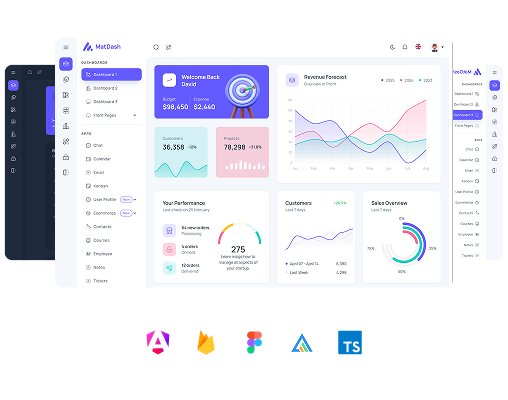 MatDash
DASHBOARDS
Dashboard 1
Dashboard 2
Dashboard 3
Front Pages
APPS
Chat
Calendar
Email
Kanban
User Profile
New
Ecommerce
New
Contacts
Courses
Employee
Notes
Tickets
Welcome Back
David
Budget
$98,450
Expense
$2,440
Customers
36,358
Projects
78,298
+31.8%
Revenue Forecast
Overview of Profit
2025
2024
2023
Jan
Feb
Mar
Apr
May
Jun
July
Aug
Your Performance
Last check on 25 february
64 new orders
Processing
4 orders
On hold
12 orders
Delivered
275
Learn insigs how to
manage all aspects of
your startup.
Customers
Last 7 days
April 07 - April 14
6,380
Last Week
4,298
Sales Overview
Last 7 days
0%
25%
50%
75%
DASHBOARDS
Dashboard 1
Dashboard 2
Dashboard 3
Front Pages
Chat
Calendar
Email
Kanban
User Profile
Ecommerce
Contacts
Courses
Employee
Notes
Tickets
TS